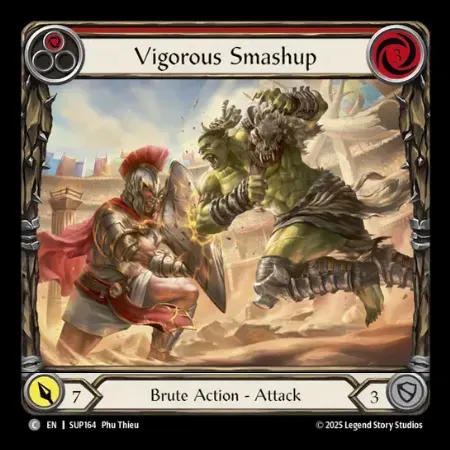 Vigorous Smashup
3
7
Brute Action - Attack
3
C EN | SUP164 Phu Thieu
© 2025 Legend Story Studios